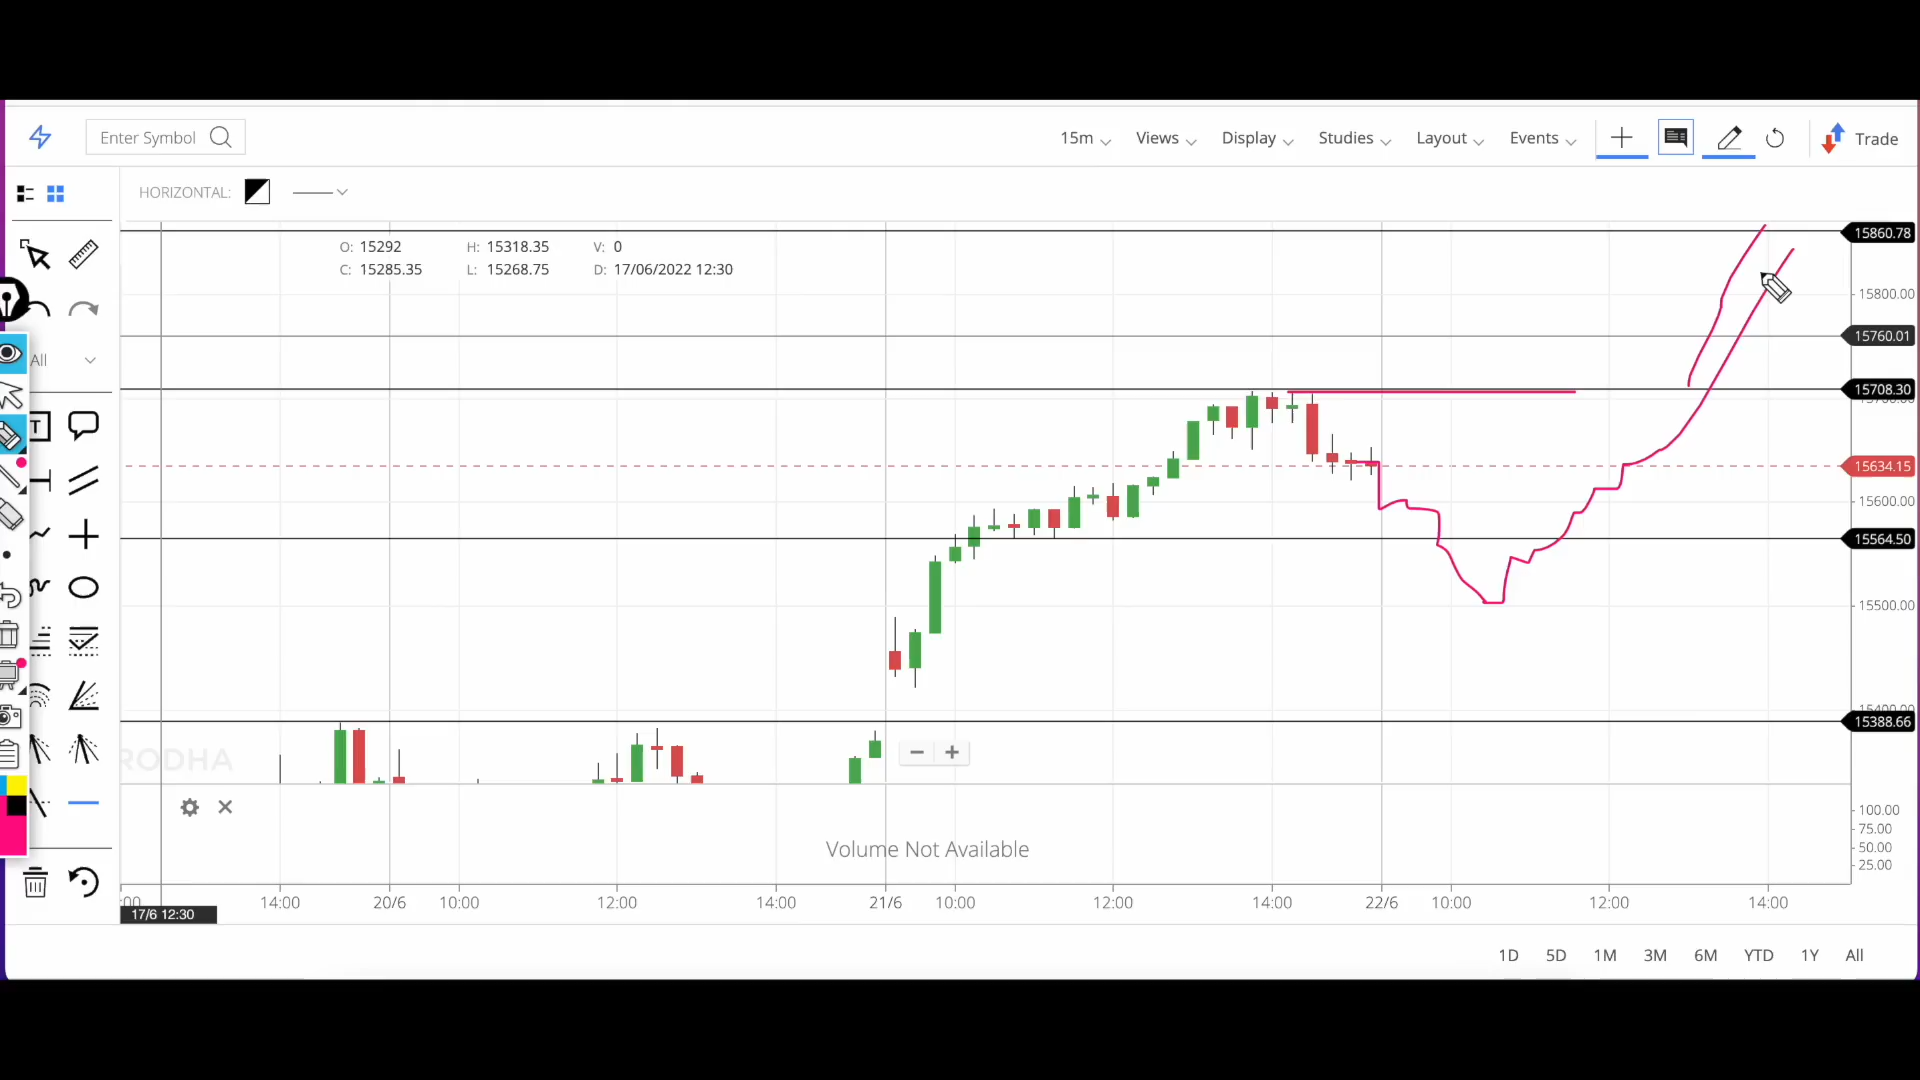 Enter Symbol
15m Views Display Studies Layout Events Trade
HORIZONTAL:
O: 15292 H: 15318.35 V: 0
C: 15285.35 L: 15268.75 D: 17/06/2022 12:30
15860.78
15800.00
15760.01
15708.30
15634.15
15600.00
15564.50
15500.00
15388.66
All
T
RODHA
Volume Not Available
100.00
75.00
50.00
25.00
14:00 20/6 10:00 12:00 14:00 21/6 10:00 12:00 14:00 22/6 10:00 12:00 14:00
17/6 12:30
1D 5D 1M 3M 6M YTD 1Y All